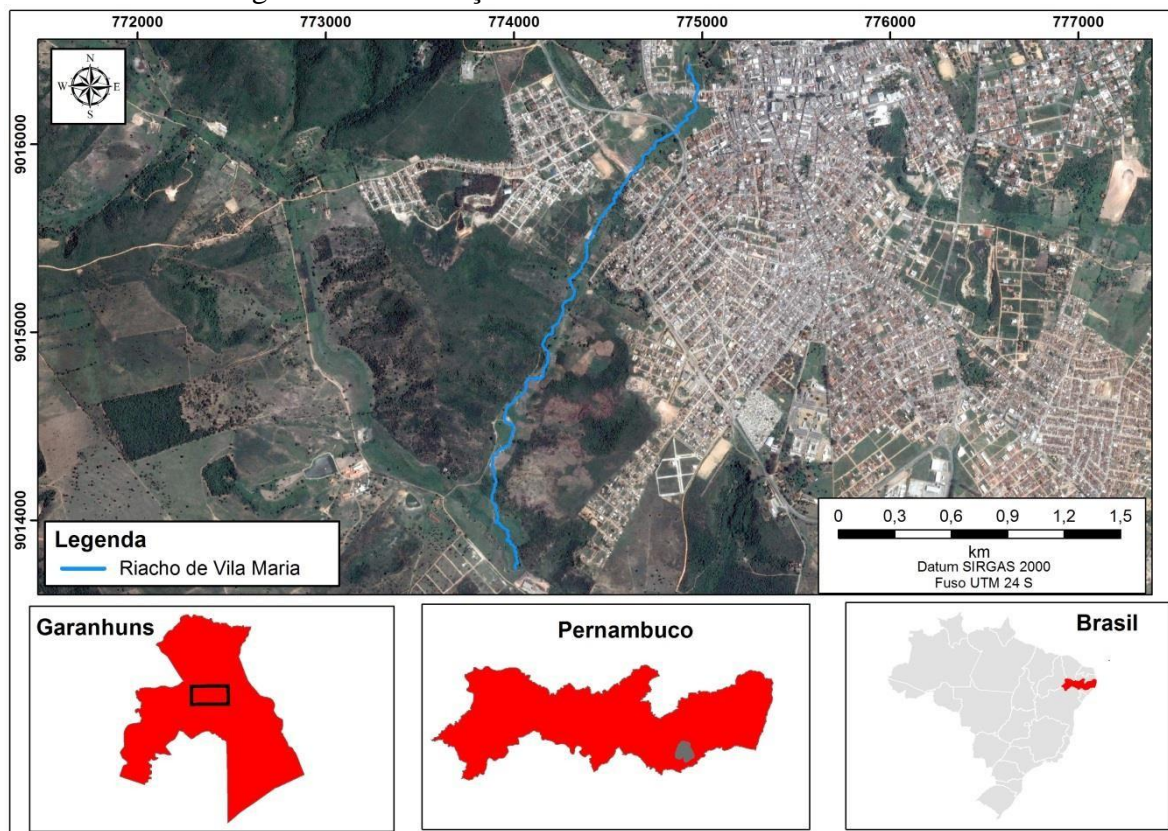 772000 773000 774000 775000 776000 777000
N
W E
S
9016000
9015000
9014000
Legenda
Riacho de Vila Maria
0 0,3 0,6 0,9 1,2 1,5
km
Datum SIRGAS 2000
Fuso UTM 24 S
Garanhuns
Pernambuco
Brasil